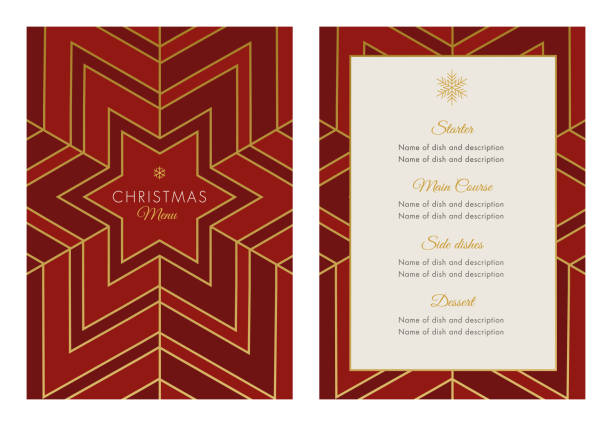 CHRISTMAS
Menu
Starter
Name of dish and description
Name of dish and description
Main Course
Name of dish and description
Name of dish and description
Side dishes
Name of dish and description
Name of dish and description
Dessert
Name of dish and description
Name of dish and description